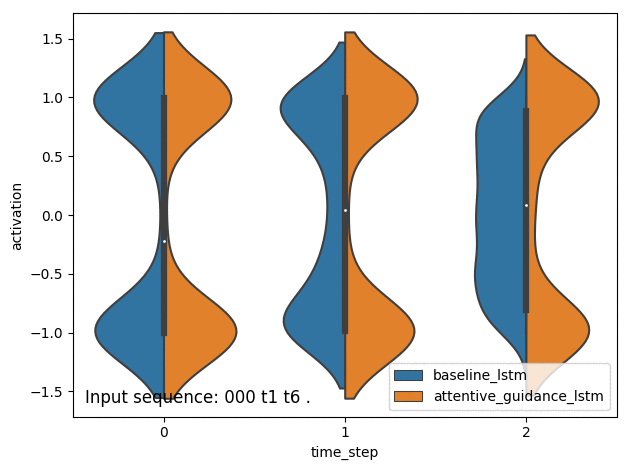 1.5
1.0
0.5
0.0
−0.5
−1.0
−1.5
activation
Input sequence: 000 t1 t6 .
baseline_lstm
attentive_guidance_lstm
0 1 2
time_step